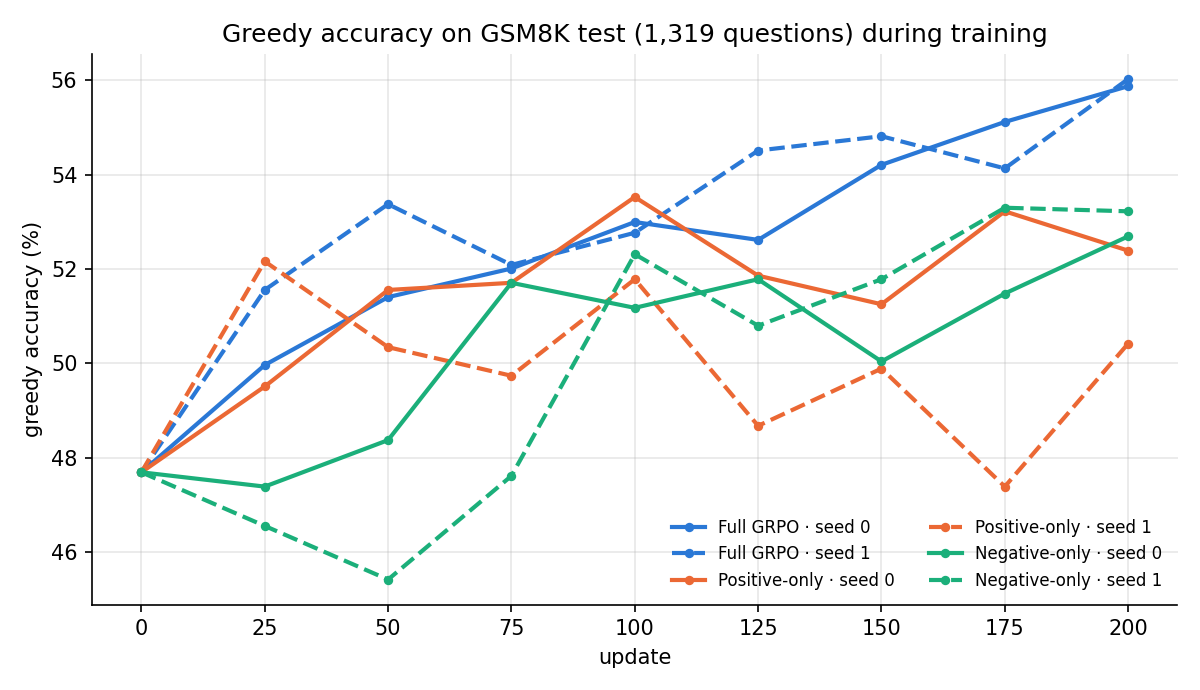 Greedy accuracy on GSM8K test (1,319 questions) during training
greedy accuracy (%)
56
54
52
50
48
46
0 25 50 75 100 125 150 175 200
update
Full GRPO · seed 0
Full GRPO · seed 1
Positive-only · seed 0
Positive-only · seed 1
Negative-only · seed 0
Negative-only · seed 1